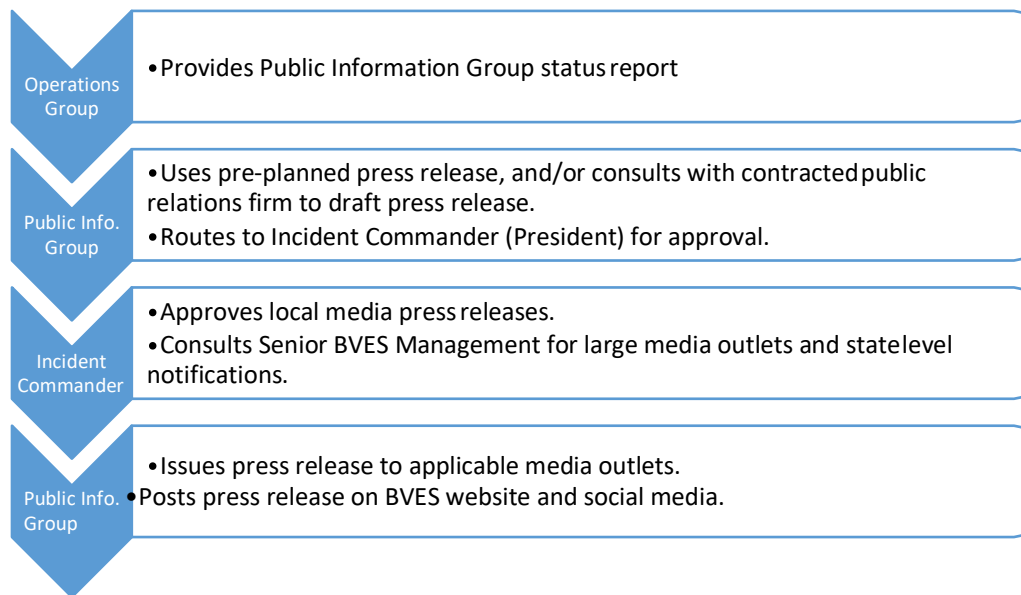 Operations
Group
•Provides Public Information Group status report
Public Info.
Group
•Uses pre-planned press release, and/or consults with contracted public
relations firm to draft press release.
•Routes to Incident Commander (President) for approval.
Incident
Commander
•Approves local media press releases.
•Consults Senior BVES Management for large media outlets and statelevel
notifications.
Public Info.
Group
•Issues press release to applicable media outlets.
•Posts press release on BVES website and social media.